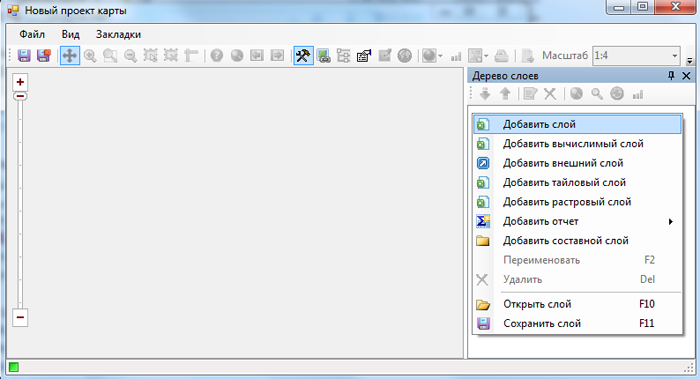 Новый проект карты
Файл Вид Закладки
Масштаб 1:4
Дерево слоев
Добавить слой
Добавить вычислимый слой
Добавить внешний слой
Добавить тайловый слой
Добавить растровый слой
Добавить отчет
Добавить составной слой
Переименовать F2
Удалить Del
Открыть слой F10
Сохранить слой F11